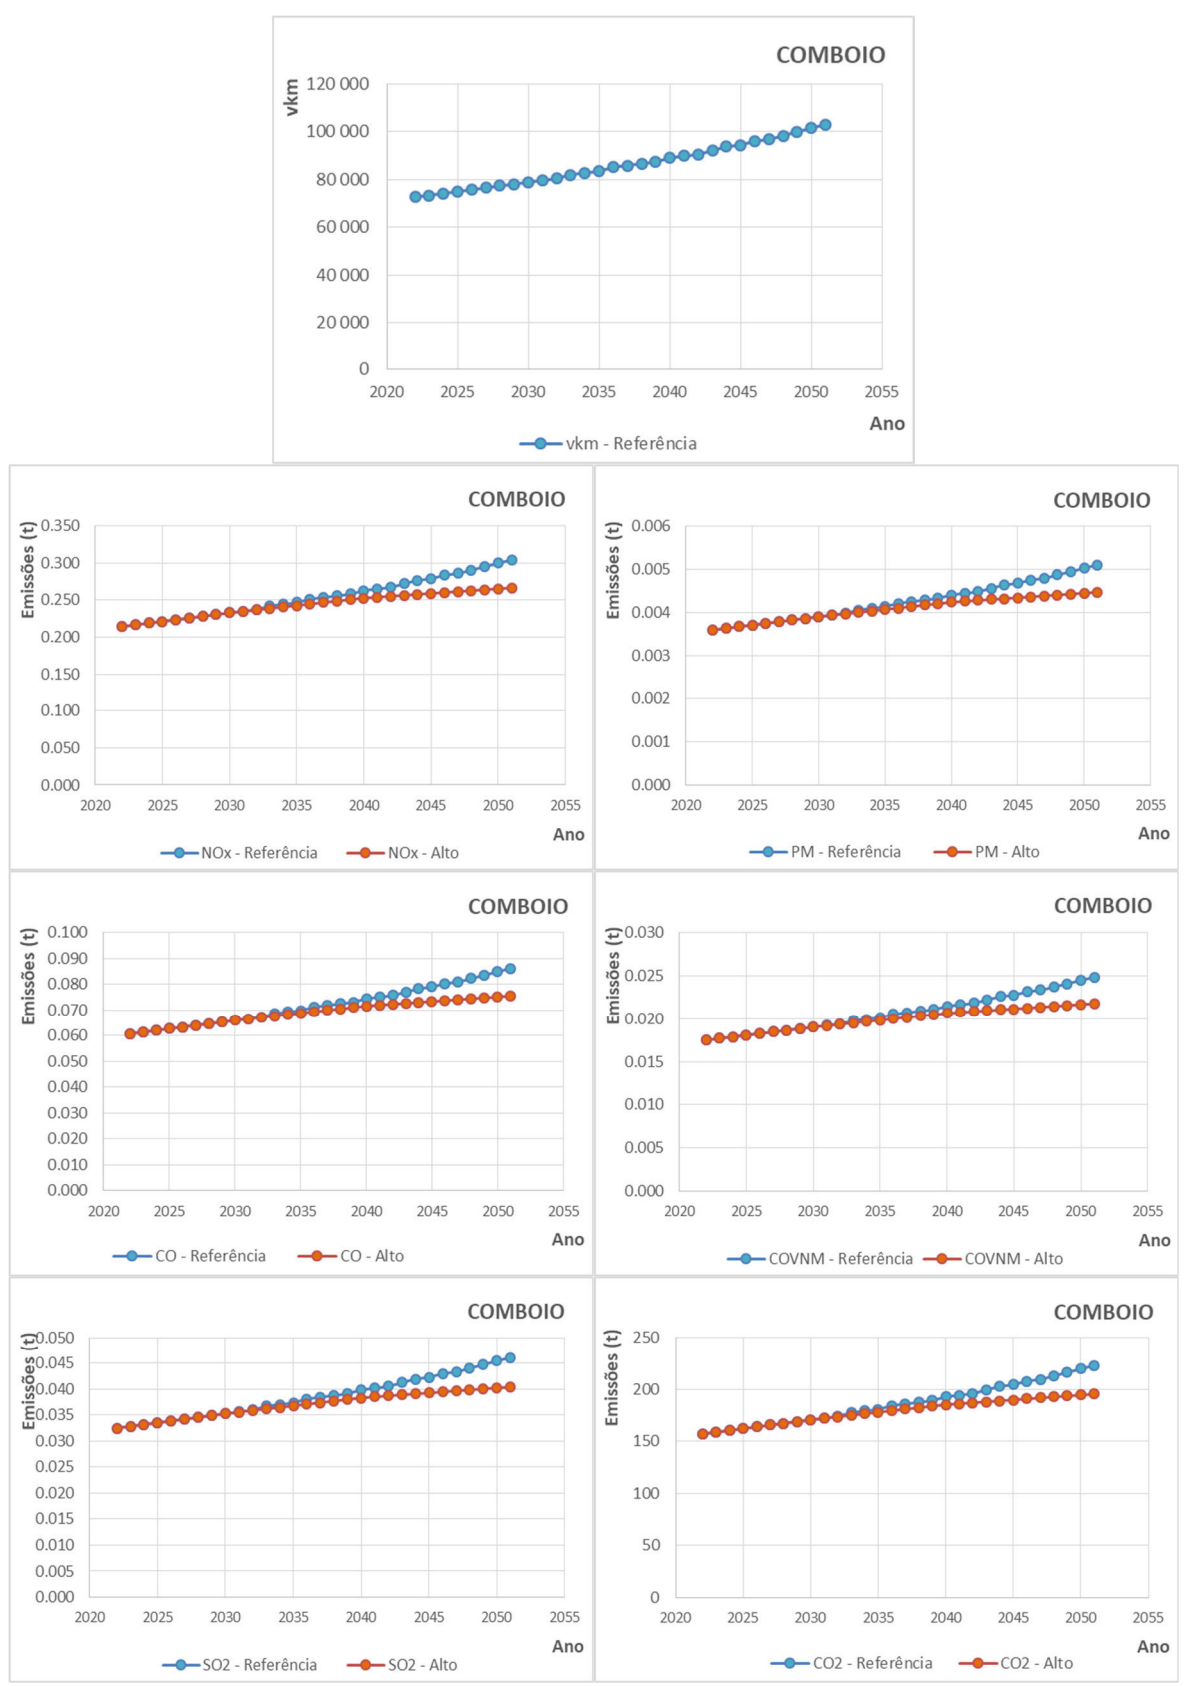 COMBOIO
vkm
120 000
100 000
80 000
60 000
40 000
20 000
0
2020 2025 2030 2035 2040 2045 2050 2055
Ano
vkm - Referência
COMBOIO
Emissões (t)
0.350
0.300
0.250
0.200
0.150
0.100
0.050
0.000
2020 2025 2030 2035 2040 2045 2050 2055
Ano
NOx - Referência NOx - Alto
COMBOIO
Emissões (t)
0.006
0.005
0.004
0.003
0.002
0.001
0.000
2020 2025 2030 2035 2040 2045 2050 2055
Ano
PM - Referência PM - Alto
COMBOIO
Emissões (t)
0.100
0.090
0.080
0.070
0.060
0.050
0.040
0.030
0.020
0.010
0.000
2020 2025 2030 2035 2040 2045 2050 2055
Ano
CO - Referência CO - Alto
COMBOIO
Emissões (t)
0.030
0.025
0.020
0.015
0.010
0.005
0.000
2020 2025 2030 2035 2040 2045 2050 2055
Ano
COVNM - Referência COVNM - Alto
COMBOIO
Emissões (t)
0.050
0.045
0.040
0.035
0.030
0.025
0.020
0.015
0.010
0.005
0.000
2020 2025 2030 2035 2040 2045 2050 2055
Ano
SO2 - Referência SO2 - Alto
COMBOIO
Emissões (t)
250
200
150
100
50
0
2020 2025 2030 2035 2040 2045 2050 2055
Ano
CO2 - Referência CO2 - Alto